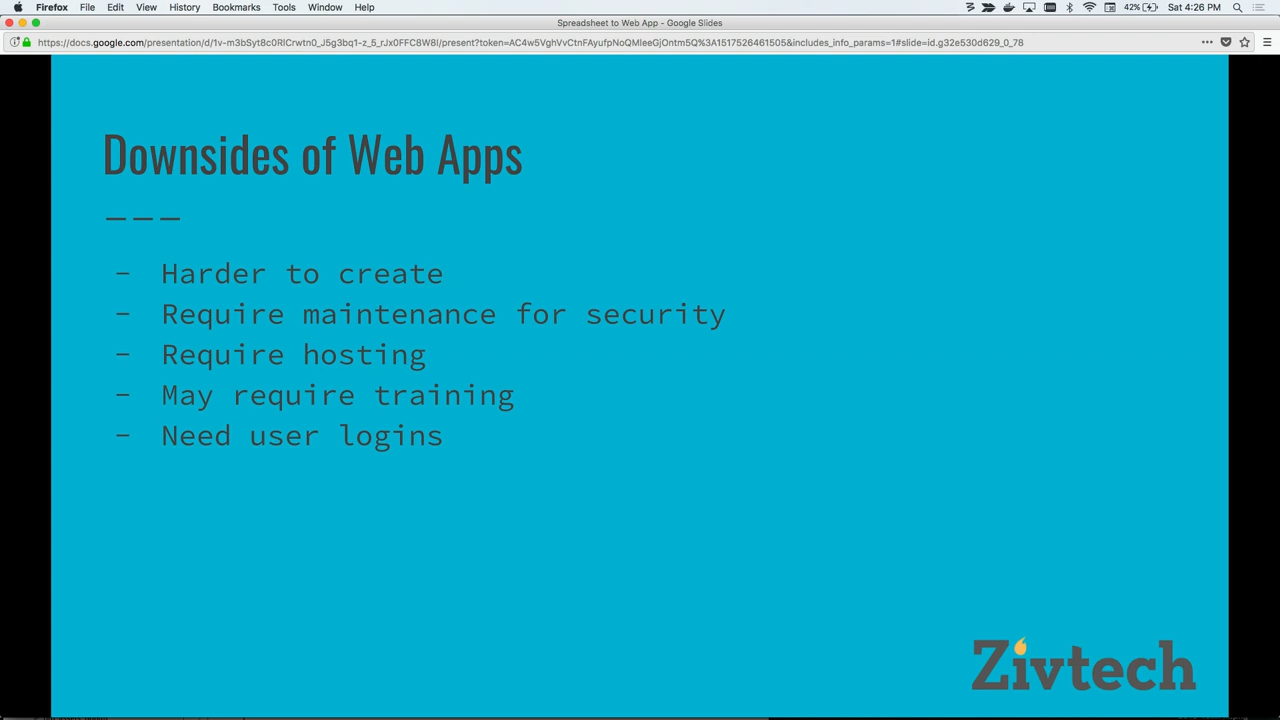 Firefox File Edit View History Bookmarks Tools Window Help 42% Sat 4:26 PM
Spreadsheet to Web App - Google Slides
Downsides of Web Apps
– Harder to create
– Require maintenance for security
– Require hosting
– May require training
– Need user logins
Zivtech